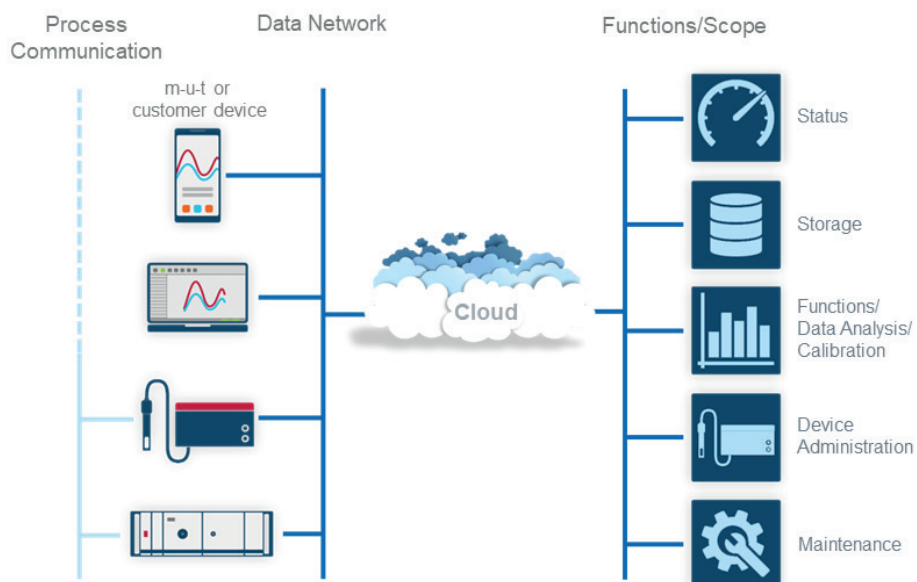 Process
Communication
Data Network
Functions/Scope
m-u-t or
customer device
Cloud
Status
Storage
Functions/
Data Analysis/
Calibration
Device
Administration
Maintenance